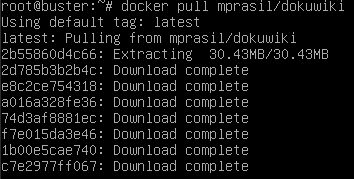 root@buster:~# docker pull mprasil/dokuwiki
Using default tag: latest
latest: Pulling from mprasil/dokuwiki
2b55860d4c66: Extracting  30.43MB/30.43MB
2d785b3b2b4c: Download complete
e8c2ce754318: Download complete
a016a328fe36: Download complete
74d3af8881ec: Download complete
f7e015da3e46: Download complete
1b00e5cae740: Download complete
c7e2977ff067: Download complete